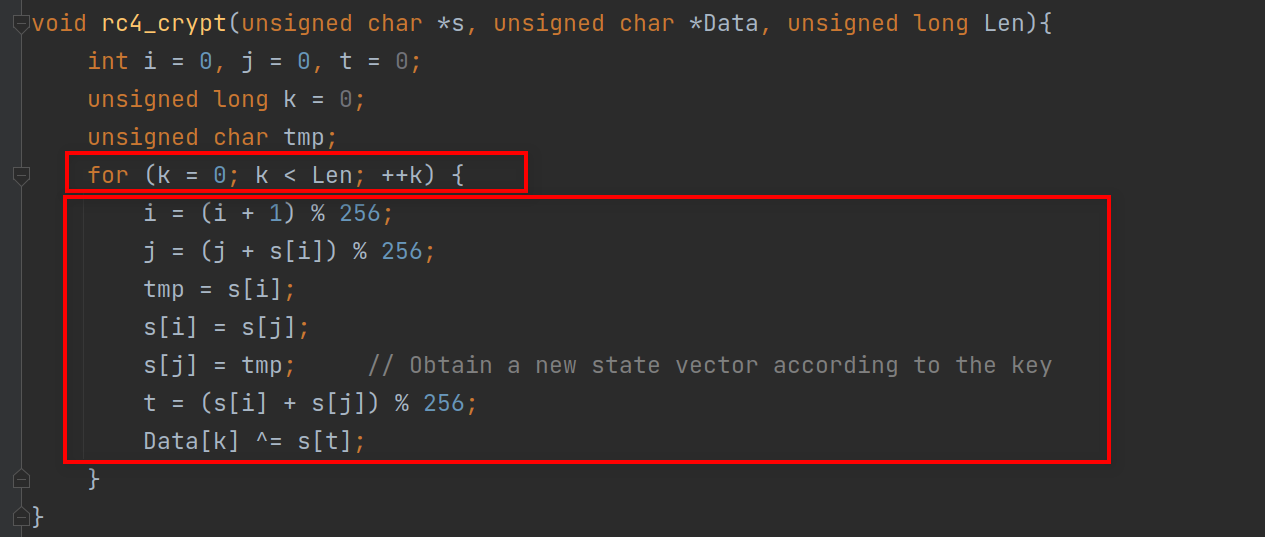 void rc4_crypt(unsigned char *s, unsigned char *Data, unsigned long Len){
    int i = 0, j = 0, t = 0;
    unsigned long k = 0;
    unsigned char tmp;
    for (k = 0; k < Len; ++k) {
        i = (i + 1) % 256;
        j = (j + s[i]) % 256;
        tmp = s[i];
        s[i] = s[j];
        s[j] = tmp;     // Obtain a new state vector according to the key
        t = (s[i] + s[j]) % 256;
        Data[k] ^= s[t];
    }
}